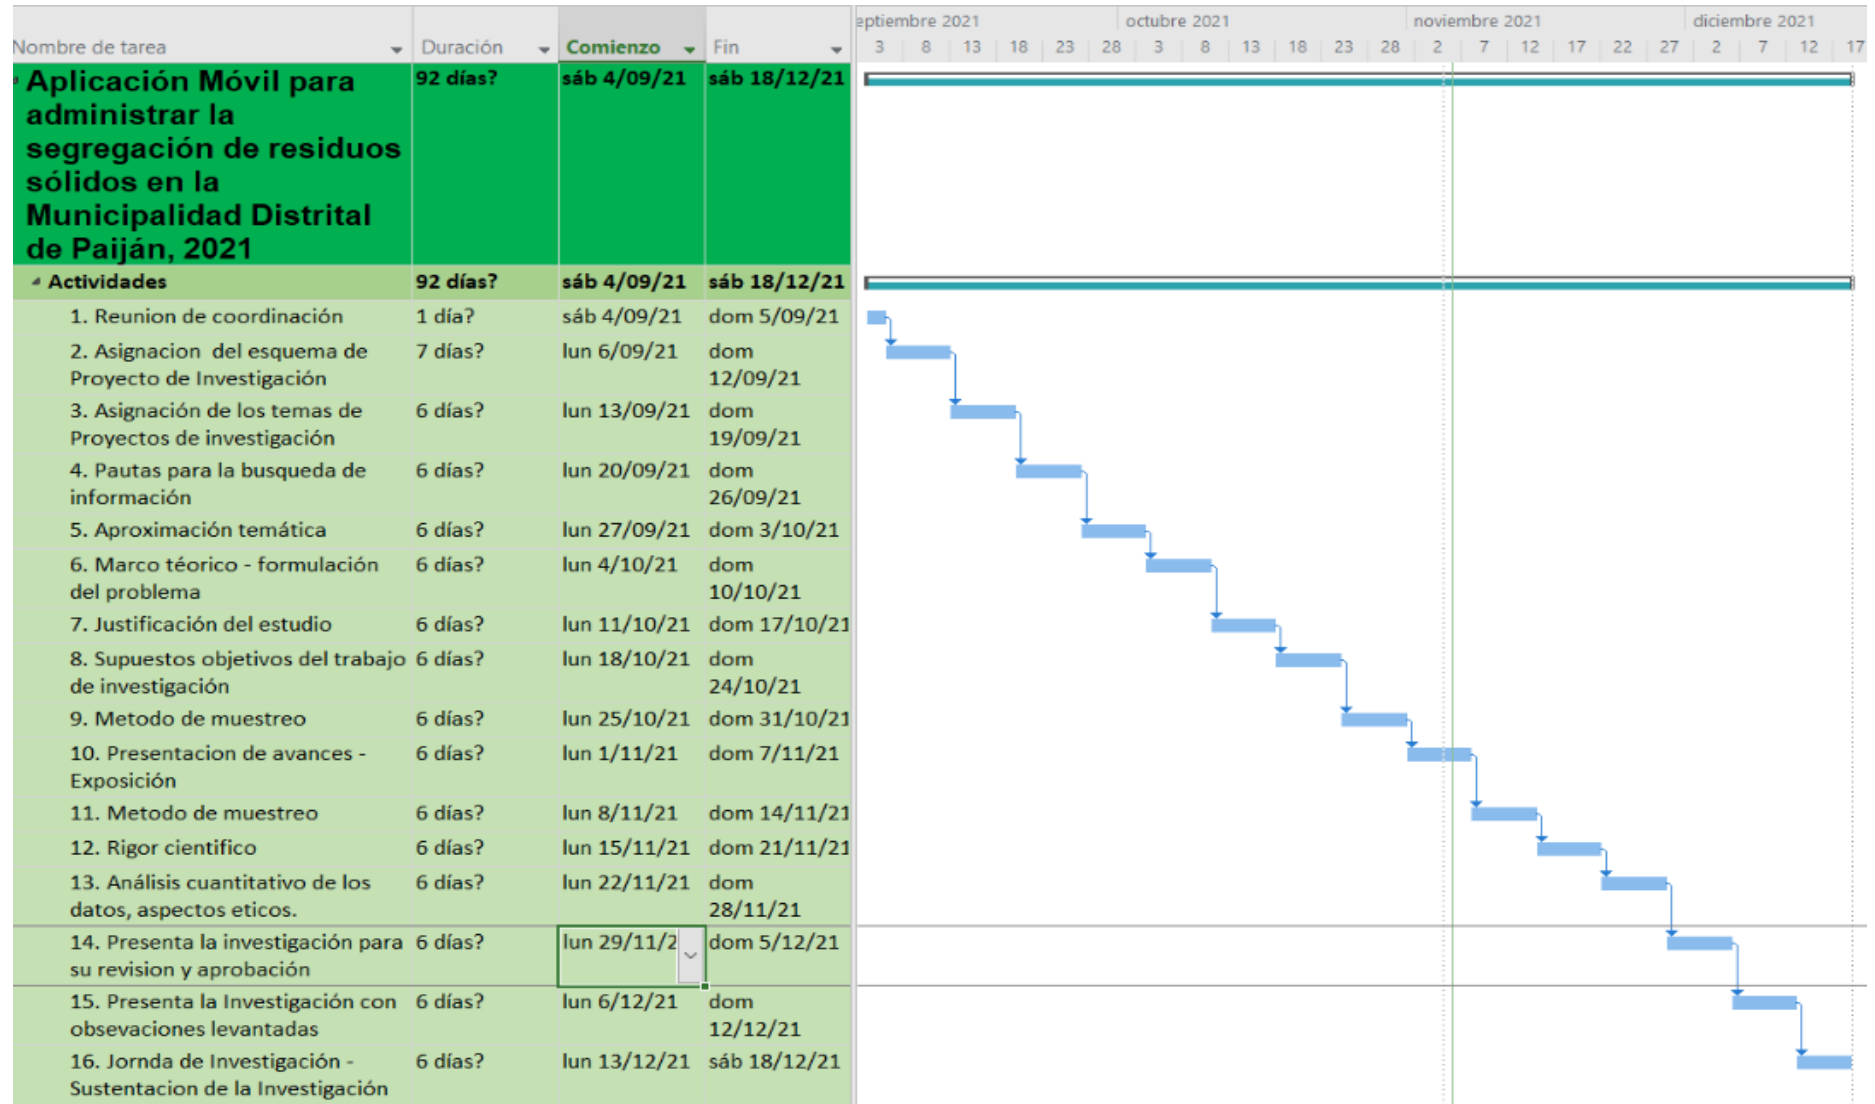 Nombre de tarea Duración Comienzo Fin
eptiembre 2021 octubre 2021 noviembre 2021 diciembre 2021
3 8 13 18 23 28 3 8 13 18 23 28 2 7 12 17 22 27 2 7 12 17
Aplicación Móvil para 92 días? sáb 4/09/21 sáb 18/12/21
administrar la
segregación de residuos
sólidos en la
Municipalidad Distrital
de Paiján, 2021
Actividades 92 días? sáb 4/09/21 sáb 18/12/21
1. Reunion de coordinación 1 día? sáb 4/09/21 dom 5/09/21
2. Asignacion del esquema de 7 días? lun 6/09/21 dom
Proyecto de Investigación 12/09/21
3. Asignación de los temas de 6 días? lun 13/09/21 dom
Proyectos de investigación 19/09/21
4. Pautas para la busqueda de 6 días? lun 20/09/21 dom
información 26/09/21
5. Aproximación temática 6 días? lun 27/09/21 dom 3/10/21
6. Marco téorico - formulación 6 días? lun 4/10/21 dom
del problema 10/10/21
7. Justificación del estudio 6 días? lun 11/10/21 dom 17/10/21
8. Supuestos objetivos del trabajo 6 días? lun 18/10/21 dom
de investigación 24/10/21
9. Metodo de muestreo 6 días? lun 25/10/21 dom 31/10/21
10. Presentacion de avances - 6 días? lun 1/11/21 dom 7/11/21
Exposición
11. Metodo de muestreo 6 días? lun 8/11/21 dom 14/11/21
12. Rigor cientifico 6 días? lun 15/11/21 dom 21/11/21
13. Análisis cuantitativo de los 6 días? lun 22/11/21 dom
datos, aspectos eticos. 28/11/21
14. Presenta la investigación para 6 días? lun 29/11/2 dom 5/12/21
su revision y aprobación
15. Presenta la Investigación con 6 días? lun 6/12/21 dom
obsevaciones levantadas 12/12/21
16. Jornda de Investigación - 6 días? lun 13/12/21 sáb 18/12/21
Sustentacion de la Investigación